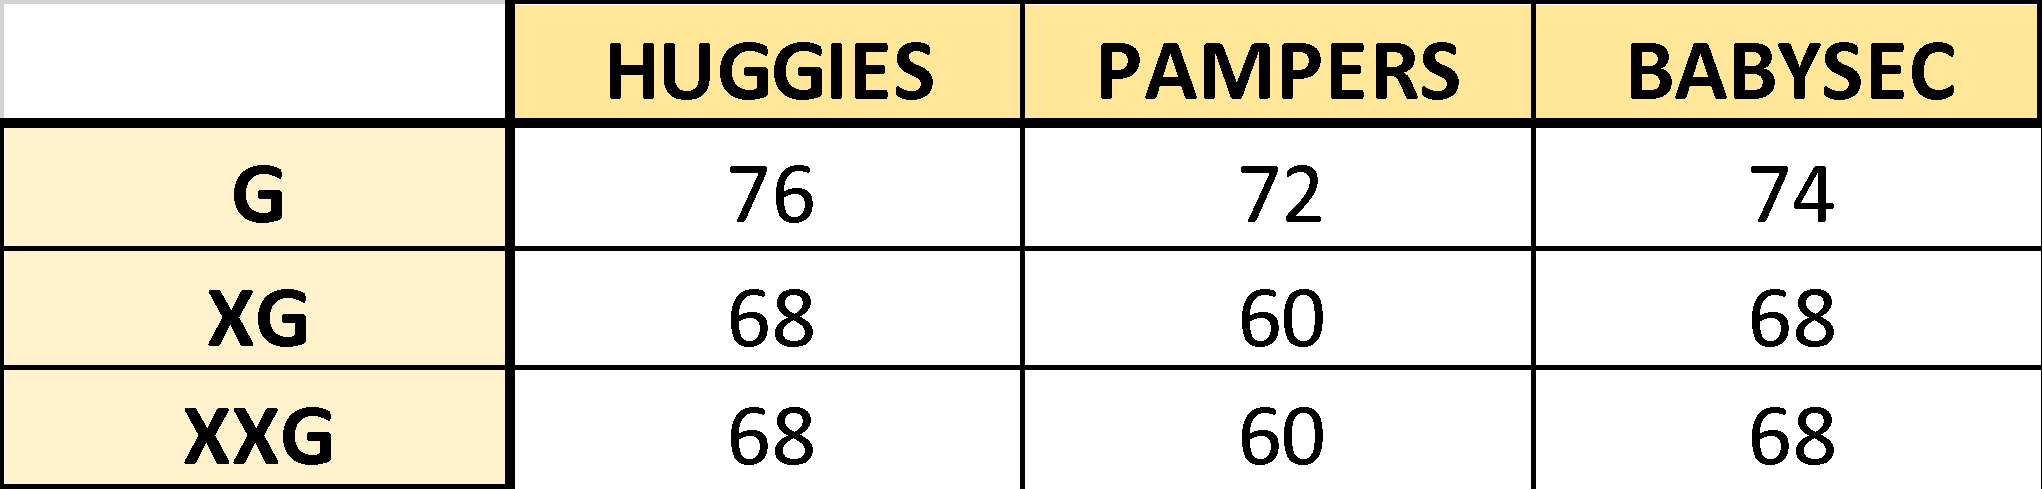 HUGGIES PAMPERS BABYSEC
G 76 72 74
XG 68 60 68
XXG 68 60 68